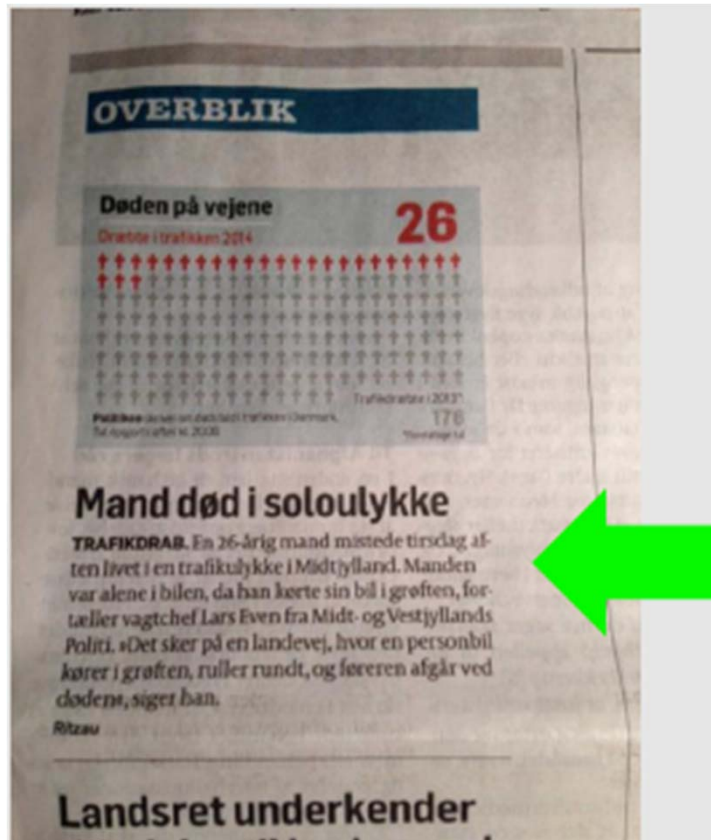 OVERBLIK
Døden på vejene
26
Dræbte i trafikken 2014
Trafikdræbte i 2013*:
176
Mand død i soloulykke
TRAFIKDRAB. En 26-årig mand mistede tirsdag af-
ten livet i en trafikulykke i Midtjylland. Manden
var alene i bilen, da han kørte sin bil i grøften, for-
tæller vagtchef Lars Even fra Midt- og Vestjyllands
Politi. »Det sker på en landevej, hvor en personbil
kører i grøften, ruller rundt, og føreren afgår ved
døden«, siger han.
Ritzau
Landsret underkender